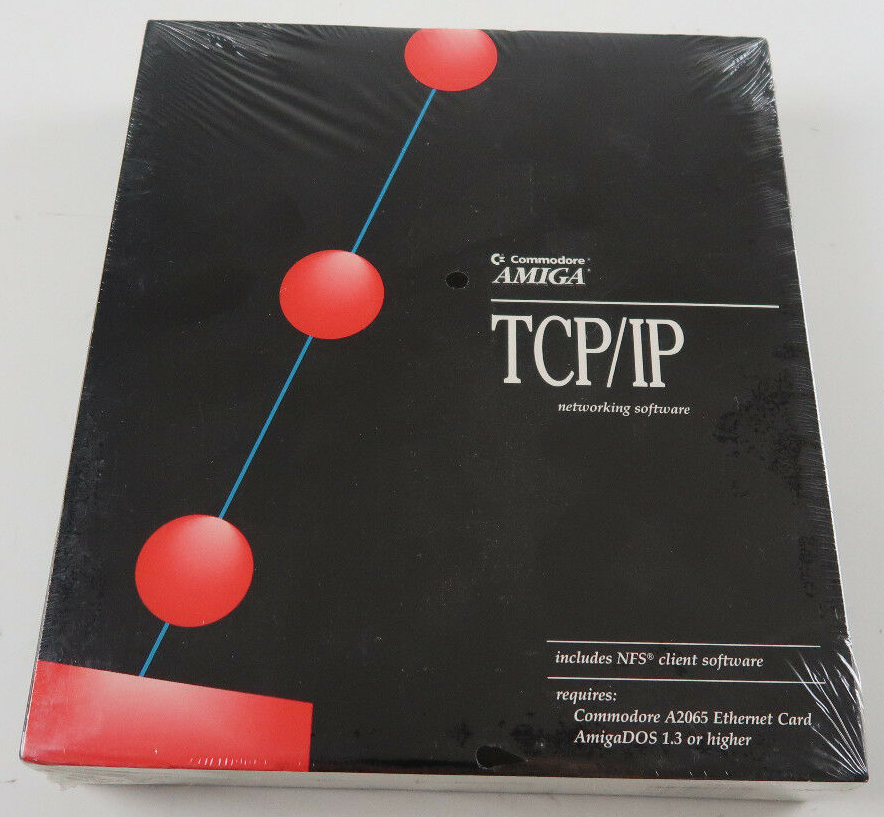 Commodore®
AMIGA®
TCP/IP
networking software
includes NFS® client software
requires:
Commodore A2065 Ethernet Card
AmigaDOS 1.3 or higher